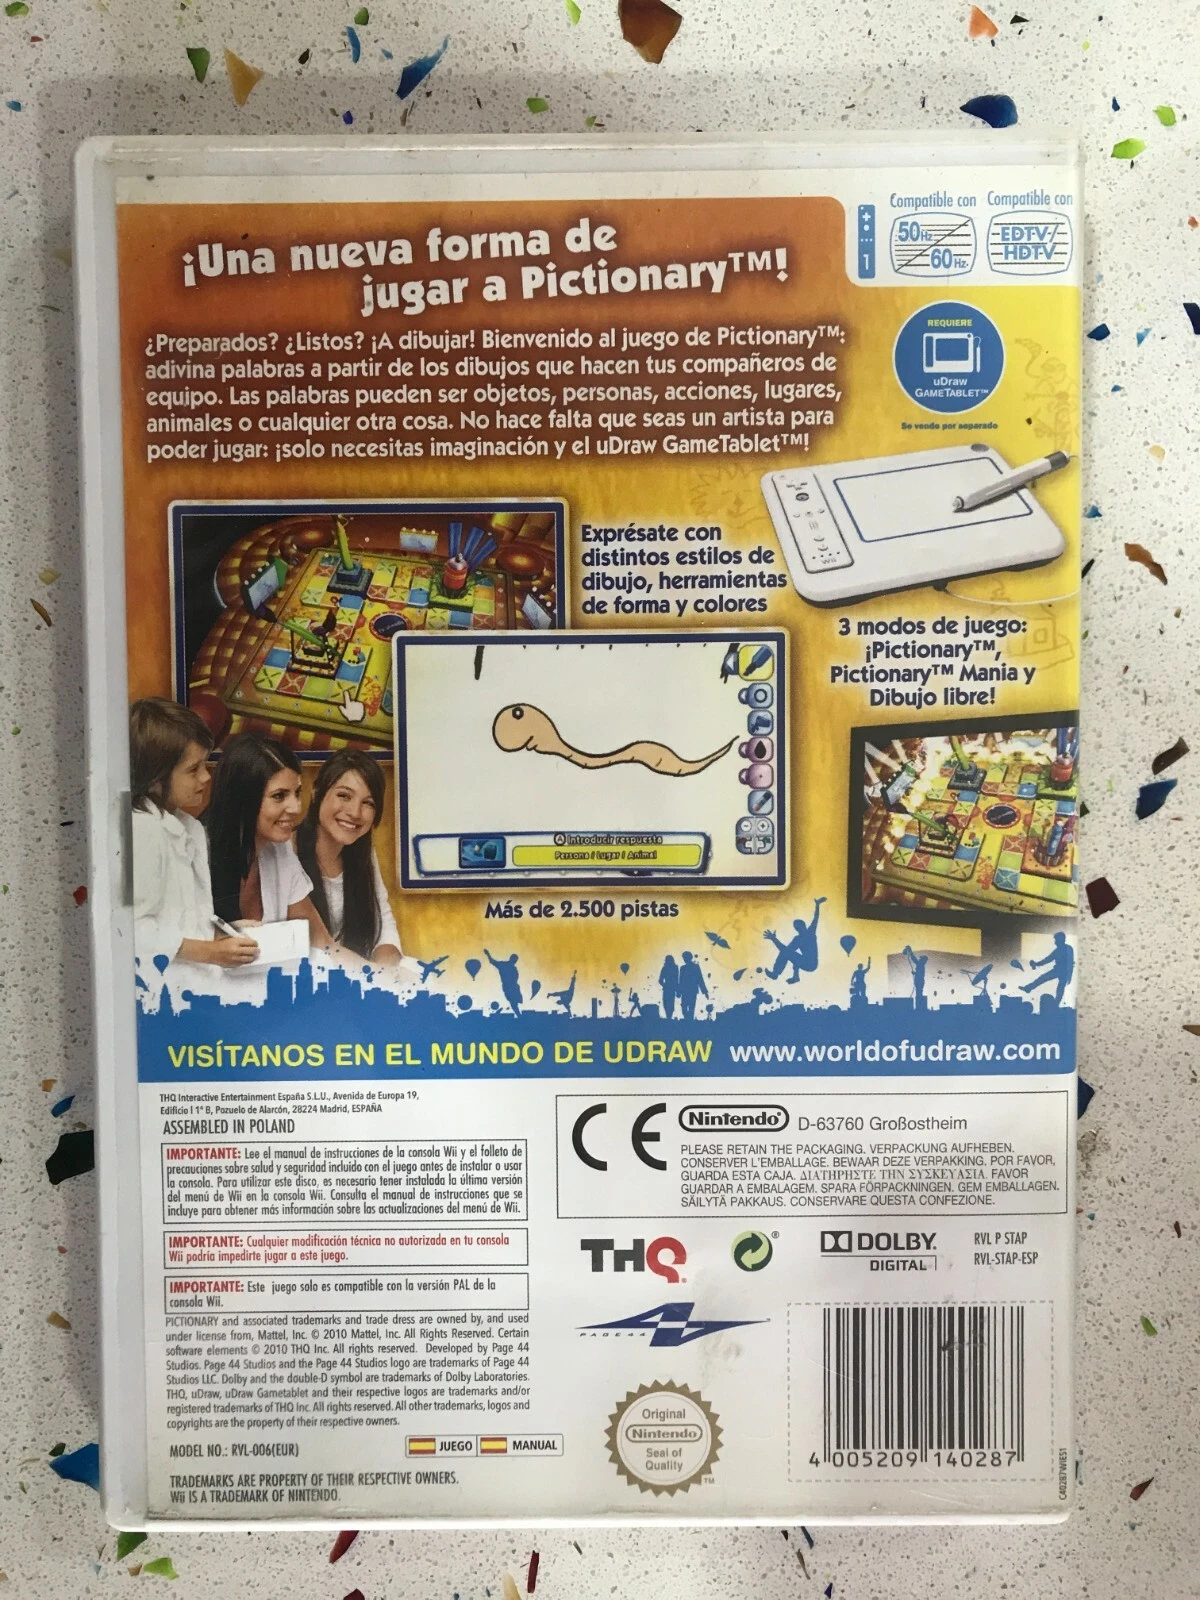 ¡Una nueva forma de
jugar a Pictionary™!
¿Preparados? ¿Listos? ¡A dibujar! Bienvenido al juego de Pictionary™:
adivina palabras a partir de los dibujos que hacen tus compañeros de
equipo. Las palabras pueden ser objetos, personas, acciones, lugares,
animales o cualquier otra cosa. No hace falta que seas un artista para
poder jugar: ¡solo necesitas imaginación y el uDraw GameTablet™!
Compatible con
50Hz
60Hz
Compatible con
EDTV/
HDTV
1
REQUIERE
uDraw
GAMETABLET™
Se vende por separado
Wii
Exprésate con
distintos estilos de
dibujo, herramientas
de forma y colores
3 modos de juego:
¡Pictionary™,
Pictionary™ Mania y
Dibujo libre!
A Introducir respuesta
Persona / Lugar / Animal
Más de 2.500 pistas
VISÍTANOS EN EL MUNDO DE UDRAW www.worldofudraw.com
THQ Interactive Entertainment España S.L.U., Avenida de Europa 19,
Edificio I 1º B, Pozuelo de Alarcón, 28224 Madrid, ESPAÑA
ASSEMBLED IN POLAND
IMPORTANTE: Lee el manual de instrucciones de la consola Wii y el folleto de
precauciones sobre salud y seguridad incluido con el juego antes de instalar o usar
la consola. Para utilizar este disco, es necesario tener instalada la última versión
del menú de Wii en la consola Wii. Consulta el manual de instrucciones que se
incluye para obtener más información sobre las actualizaciones del menú de Wii.
IMPORTANTE: Cualquier modificación técnica no autorizada en tu consola
Wii podría impedirte jugar a este juego.
IMPORTANTE: Este juego solo es compatible con la versión PAL de la
consola Wii.
PICTIONARY and associated trademarks and trade dress are owned by, and used
under license from, Mattel, Inc. © 2010 Mattel, Inc. All Rights Reserved. Certain
software elements © 2010 THQ Inc. All rights reserved. Developed by Page 44
Studios. Page 44 Studios and the Page 44 Studios logo are trademarks of Page 44
Studios LLC. Dolby and the double-D symbol are trademarks of Dolby Laboratories.
THQ, uDraw, uDraw Gametablet and their respective logos are trademarks and/or
registered trademarks of THQ Inc. All rights reserved. All other trademarks, logos and
copyrights are the property of their respective owners.
MODEL NO.: RVL-006(EUR)
JUEGO
MANUAL
TRADEMARKS ARE PROPERTY OF THEIR RESPECTIVE OWNERS.
Wii IS A TRADEMARK OF NINTENDO.
CE
Nintendo® D-63760 Großostheim
PLEASE RETAIN THE PACKAGING. VERPACKUNG AUFHEBEN.
CONSERVER L'EMBALLAGE. BEWAAR DEZE VERPAKKING. POR FAVOR,
GUARDA ESTA CAJA. ΔΙΑΤΗΡΗΣΤΕ ΤΗΝ ΣΥΣΚΕΥΑΣΙΑ. FAVOR
GUARDAR A EMBALAGEM. SPARA FÖRPACKNINGEN. GEM EMBALLAGEN.
SÄILYTÄ PAKKAUS. CONSERVARE QUESTA CONFEZIONE.
THQ®
®
DOLBY®
DIGITAL
RVL P STAP
RVL-STAP-ESP
PAGE 44
Original
Nintendo
Seal of
Quality
TM
4 005209 140287
C40287WIIES1